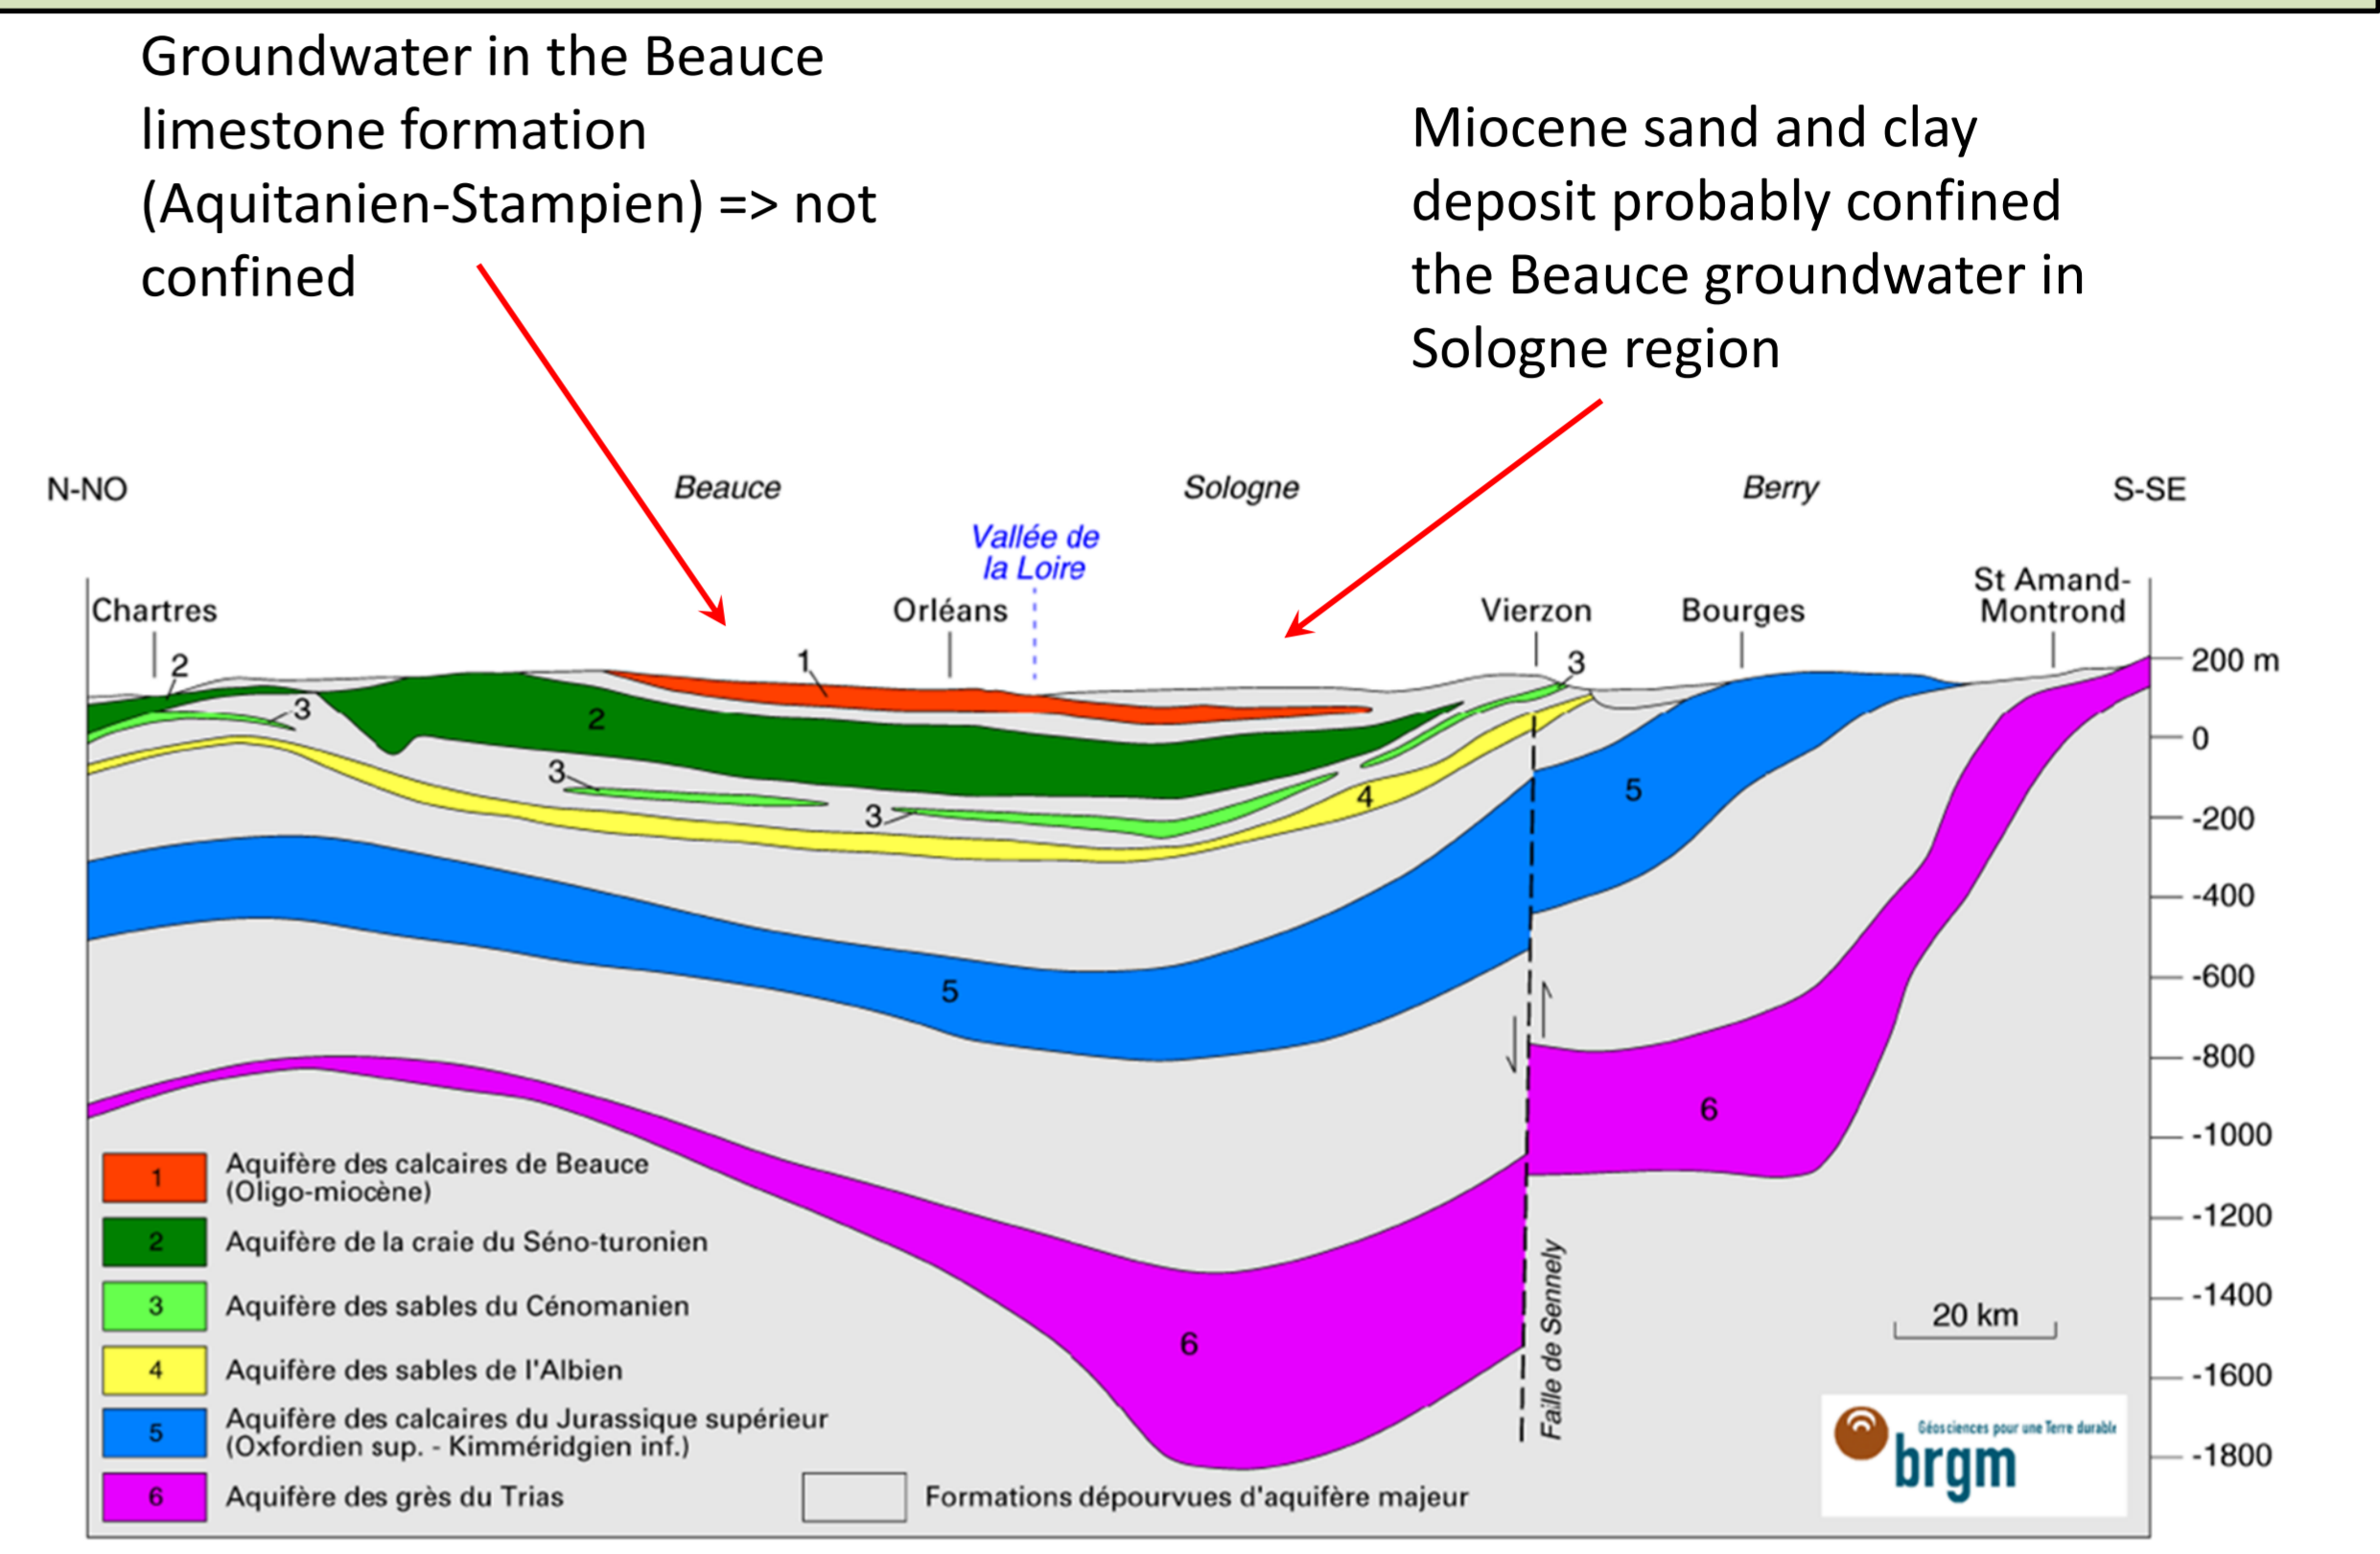 Groundwater in the Beauce
limestone formation
(Aquitanien-Stampien) => not
confined
Miocene sand and clay
deposit probably confined
the Beauce groundwater in
Sologne region
N-NO
Beauce
Sologne
Berry
S-SE
Vallée de
la Loire
Chartres
Orléans
Vierzon
Bourges
St Amand-
Montrond
2
3
1
2
3
3
3
4
5
5
6
6
200 m
0
-200
-400
-600
-800
-1000
-1200
-1400
-1600
-1800
Faille de Sennely
20 km
1 Aquifère des calcaires de Beauce
(Oligo-miocène)
2 Aquifère de la craie du Séno-turonien
3 Aquifère des sables du Cénomanien
4 Aquifère des sables de l'Albien
5 Aquifère des calcaires du Jurassique supérieur
(Oxfordien sup. - Kimméridgien inf.)
6 Aquifère des grès du Trias
Formations dépourvues d'aquifère majeur
Géosciences pour une Terre durable
brgm